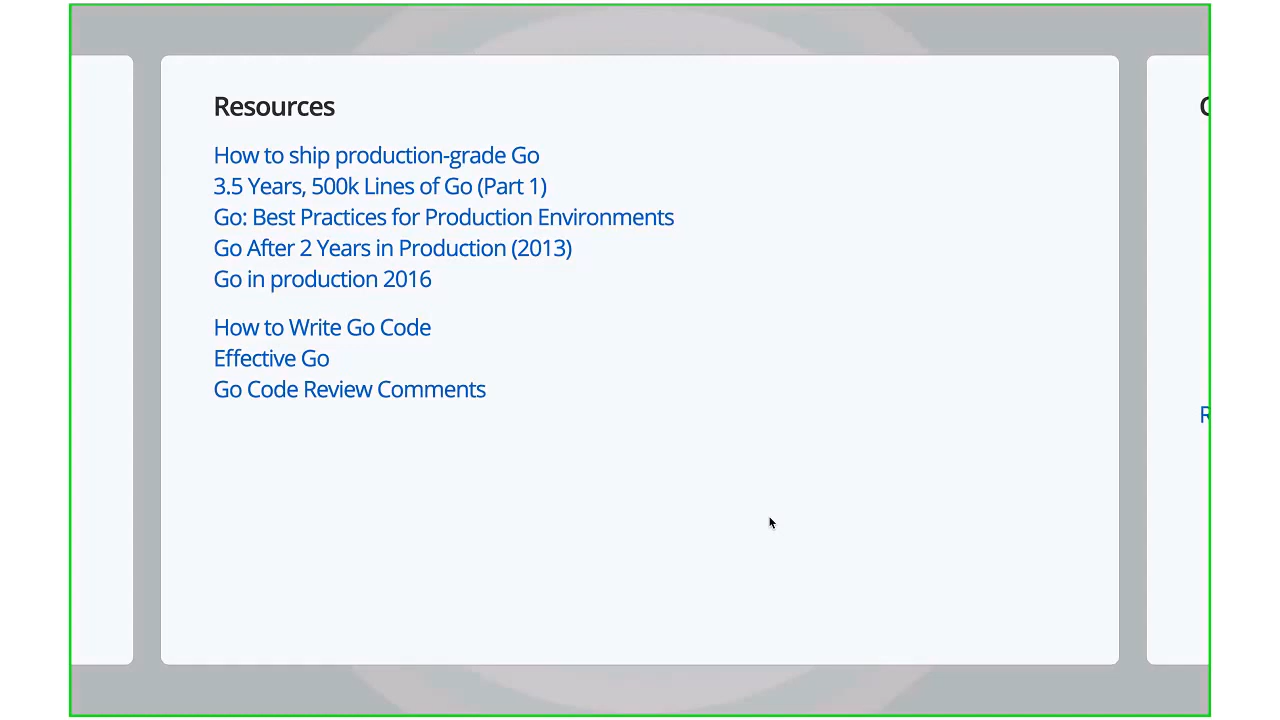 Resources
How to ship production-grade Go
3.5 Years, 500k Lines of Go (Part 1)
Go: Best Practices for Production Environments
Go After 2 Years in Production (2013)
Go in production 2016
How to Write Go Code
Effective Go
Go Code Review Comments